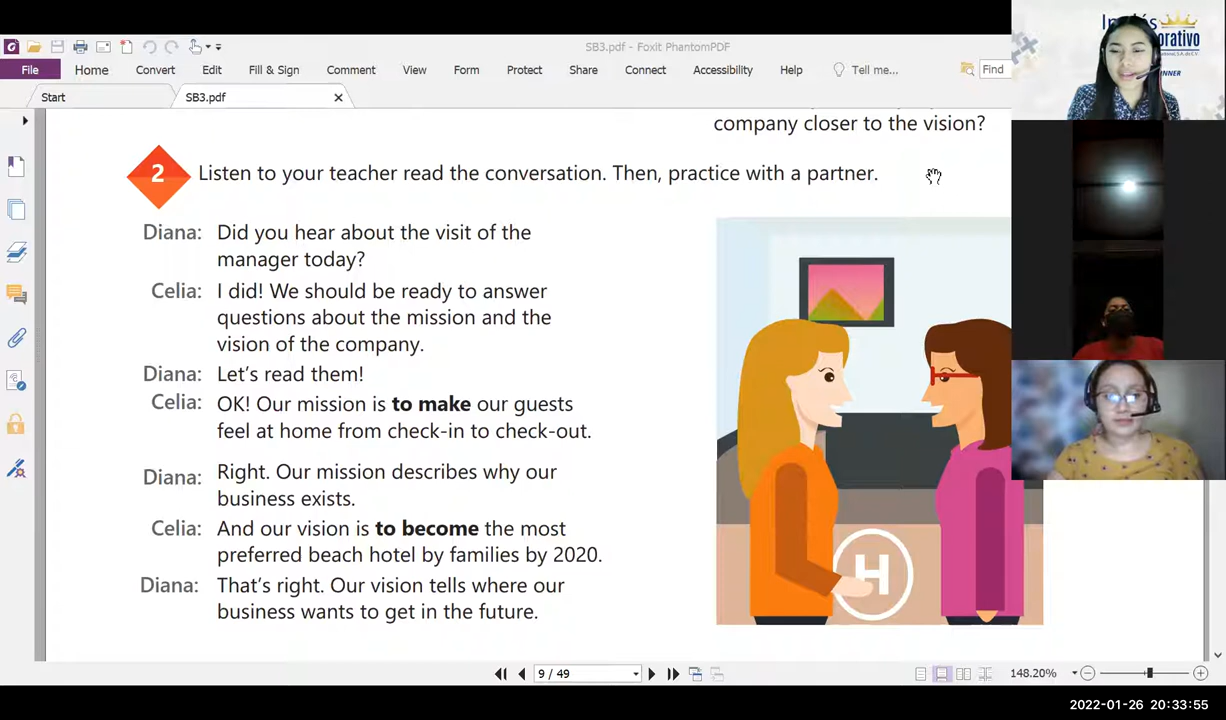 SB3.pdf - Foxit PhantomPDF
File Home Convert Edit Fill & Sign Comment View Form Protect Share Connect Accessibility Help Tell me... Find
Start SB3.pdf
company closer to the vision?
2 Listen to your teacher read the conversation. Then, practice with a partner.
Diana: Did you hear about the visit of the
manager today?
Celia: I did! We should be ready to answer
questions about the mission and the
vision of the company.
Diana: Let's read them!
Celia: OK! Our mission is to make our guests
feel at home from check-in to check-out.
Diana: Right. Our mission describes why our
business exists.
Celia: And our vision is to become the most
preferred beach hotel by families by 2020.
Diana: That's right. Our vision tells where our
business wants to get in the future.
H
9 / 49
148.20%
2022-01-26 20:33:55